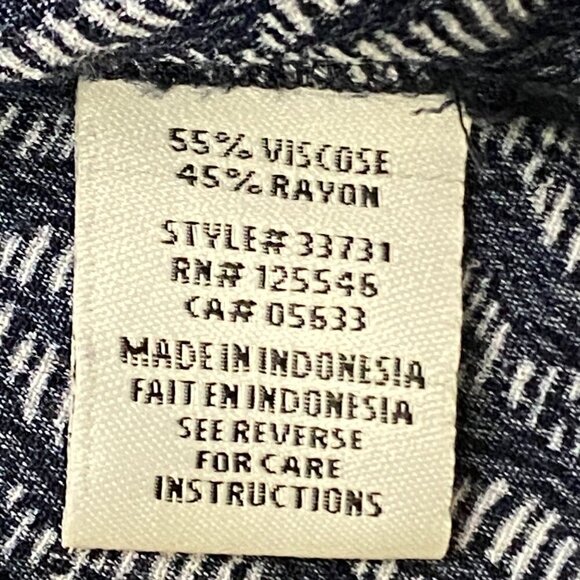 55% VISCOSE
45% RAYON
STYLE# 33731
RN# 125546
CA# 05633
MADE IN INDONESIA
FAIT EN INDONESIA
SEE REVERSE
FOR CARE
INSTRUCTIONS